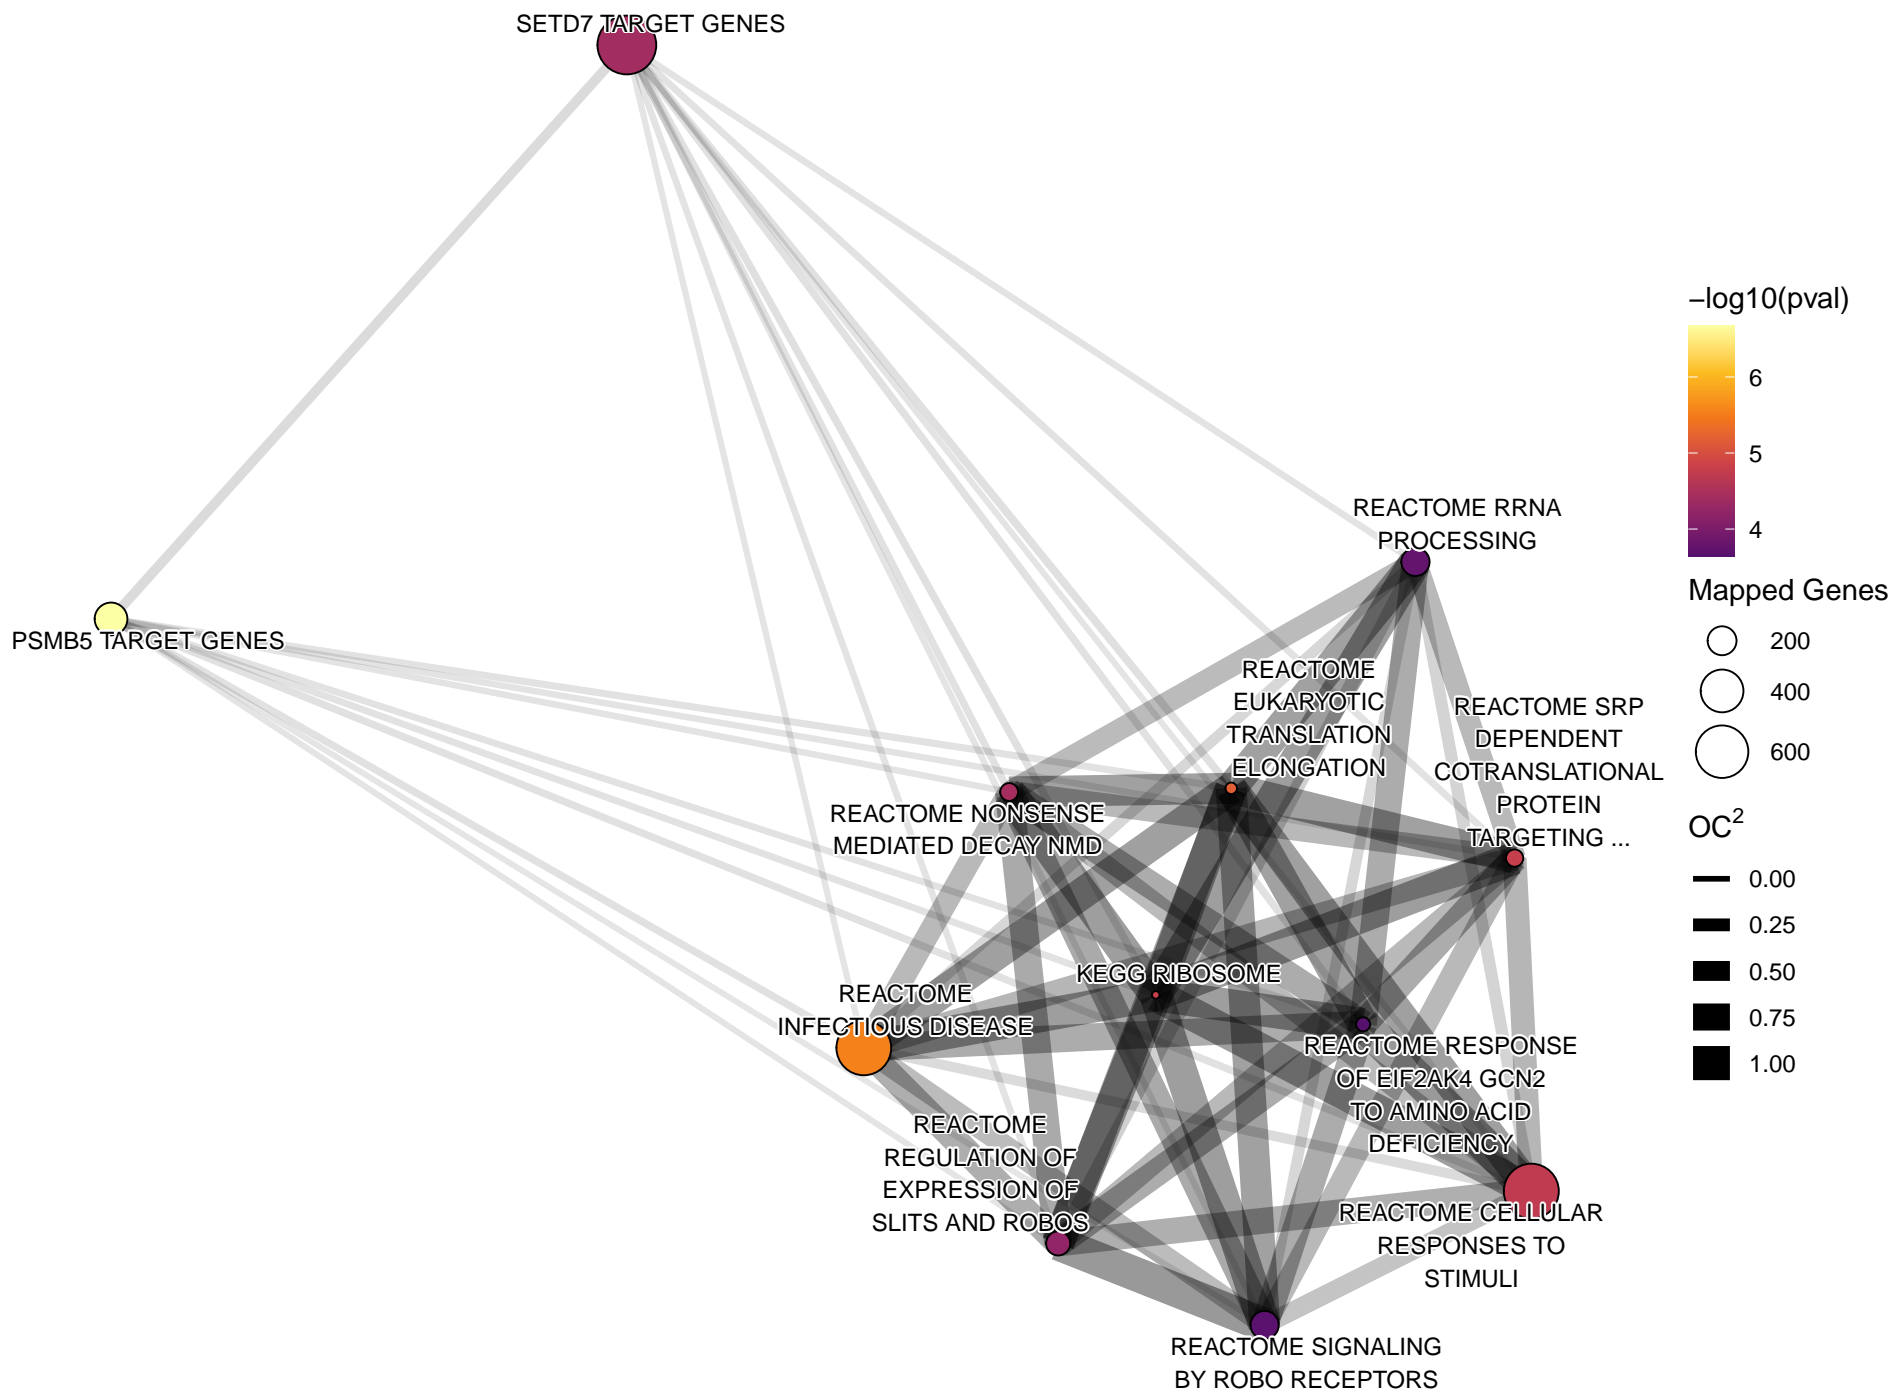 SETD7 TARGET GENES
PSMB5 TARGET GENES
REACTOME RRNA
PROCESSING
REACTOME
EUKARYOTIC
TRANSLATION
ELONGATION
REACTOME SRP
DEPENDENT
COTRANSLATIONAL
PROTEIN
TARGETING ...
REACTOME NONSENSE
MEDIATED DECAY NMD
KEGG RIBOSOME
REACTOME
INFECTIOUS DISEASE
REACTOME RESPONSE
OF EIF2AK4 GCN2
TO AMINO ACID
DEFICIENCY
REACTOME
REGULATION OF
EXPRESSION OF
SLITS AND ROBOS
REACTOME CELLULAR
RESPONSES TO
STIMULI
REACTOME SIGNALING
BY ROBO RECEPTORS
−log10(pval)
6
5
4
Mapped Genes
200
400
600
OC²
0.00
0.25
0.50
0.75
1.00